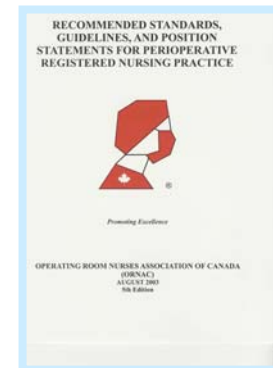 RECOMMENDED STANDARDS,
GUIDELINES, AND POSITION
STATEMENTS FOR PERIOPERATIVE
REGISTERED NURSING PRACTICE
®
Promoting Excellence
OPERATING ROOM NURSES ASSOCIATION OF CANADA
(ORNAC)
AUGUST 2003
5th Edition